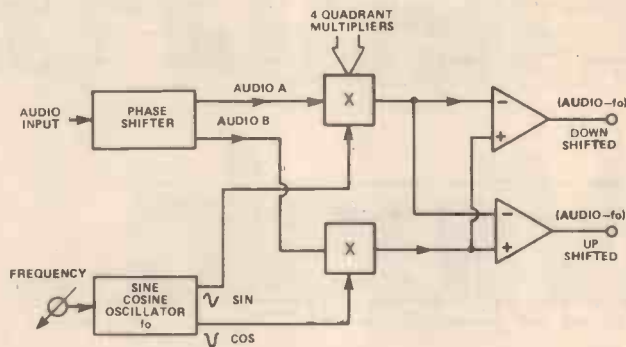 4 QUADRANT
MULTIPLIERS
AUDIO
INPUT
PHASE
SHIFTER
AUDIO A
AUDIO B
X
X
−
+
(AUDIO−fo)
DOWN
SHIFTED
−
+
(AUDIO−fo)
UP
SHIFTED
FREQUENCY
SINE
COSINE
OSCILLATOR
fo
SIN
COS